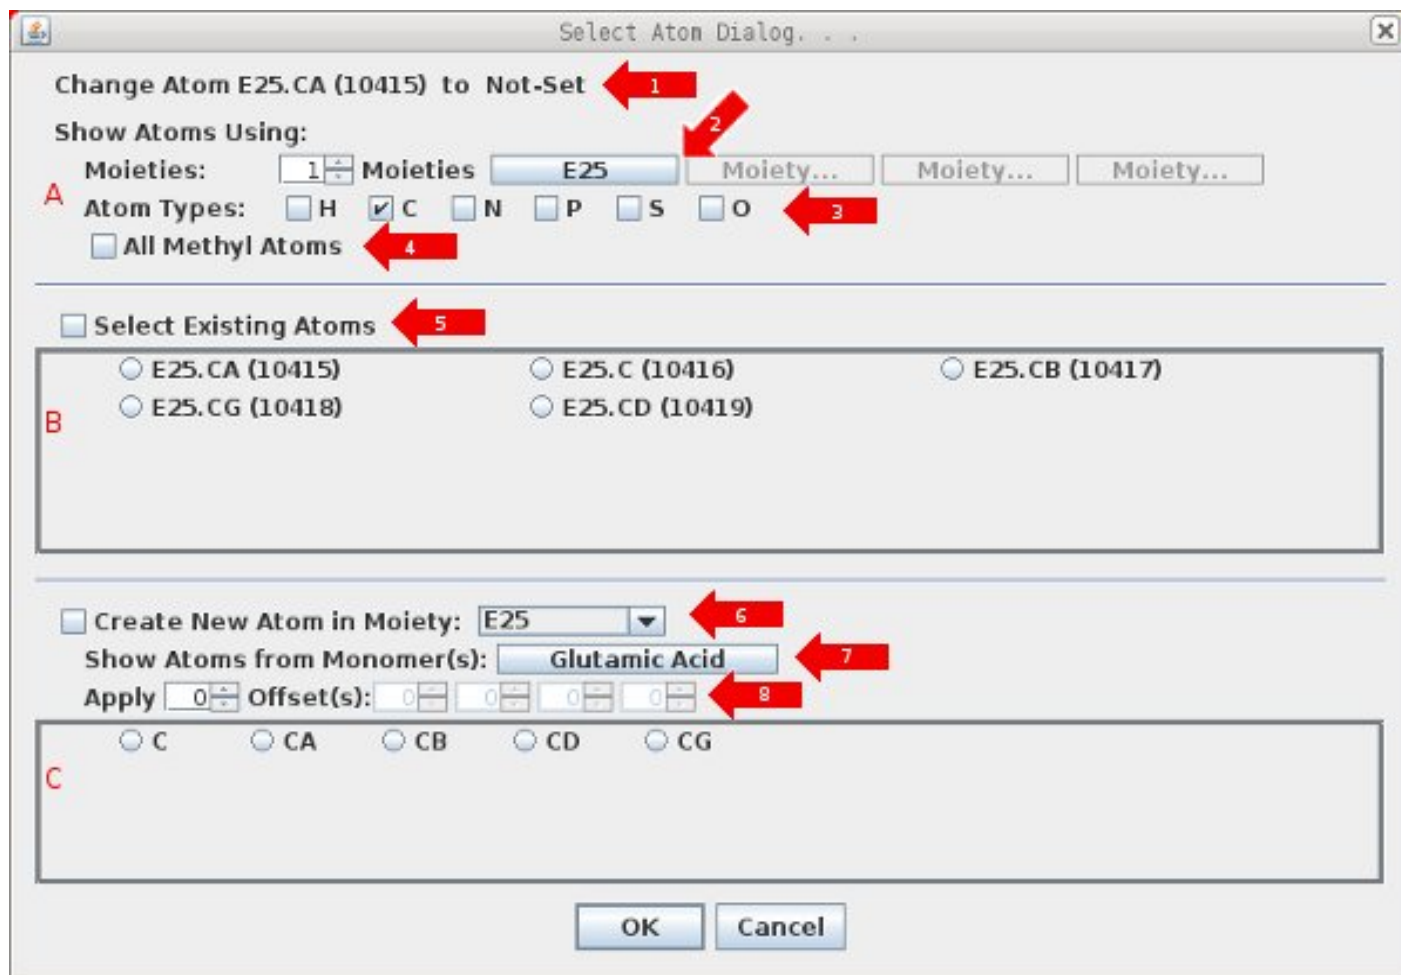 Select Atom Dialog. . .
Change Atom E25.CA (10415) to Not-Set 1
2
Show Atoms Using:
Moieties: 1 Moieties E25 Moiety... Moiety... Moiety...
A
Atom Types: H C N P S O 3
All Methyl Atoms 4
Select Existing Atoms 5
E25.CA (10415) E25.C (10416) E25.CB (10417)
B
E25.CG (10418) E25.CD (10419)
Create New Atom in Moiety: E25 6
Show Atoms from Monomer(s): Glutamic Acid 7
Apply 0 Offset(s): 0 0 0 0 8
C CA CB CD CG
C
OK Cancel